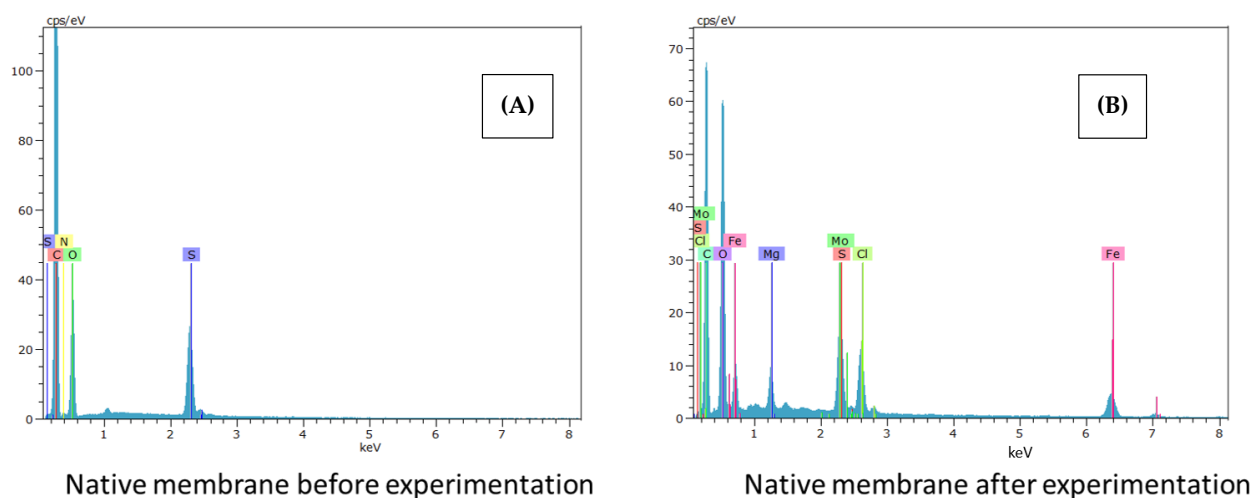 cps/eV
100
80
60
40
20
0
S N
C O
S
(A)
1 2 3 4 5 6 7 8
keV
Native membrane before experimentation
cps/eV
70
60
50
40
30
20
10
0
Mo
S
Cl
C O Fe
Mg
Mo
S Cl
Fe
(B)
1 2 3 4 5 6 7 8
keV
Native membrane after experimentation